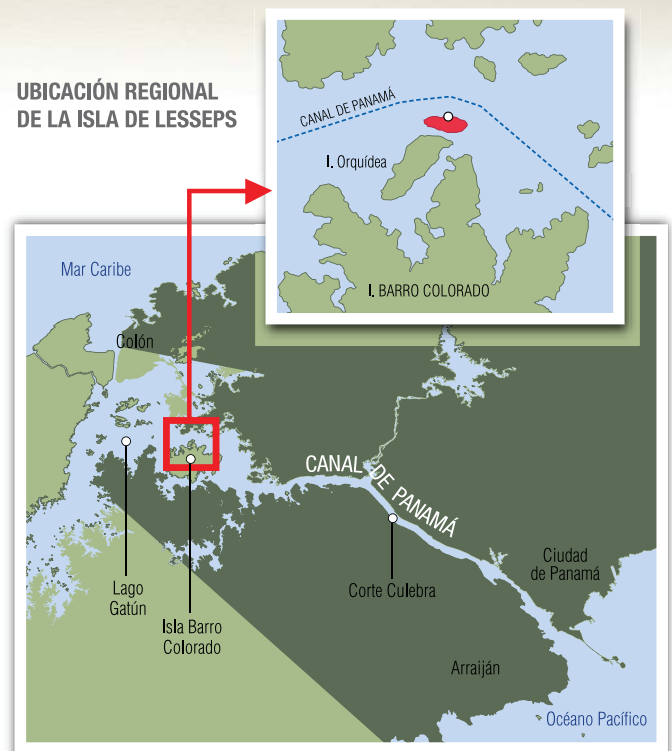 UBICACIÓN REGIONAL
DE LA ISLA DE LESSEPS
CANAL DE PANAMÁ
I. Orquídea
I. BARRO COLORADO
Mar Caribe
Colón
CANAL DE PANAMÁ
Ciudad
de Panamá
Lago
Gatún
Corte Culebra
Isla Barro
Colorado
Arraiján
Océano Pacífico